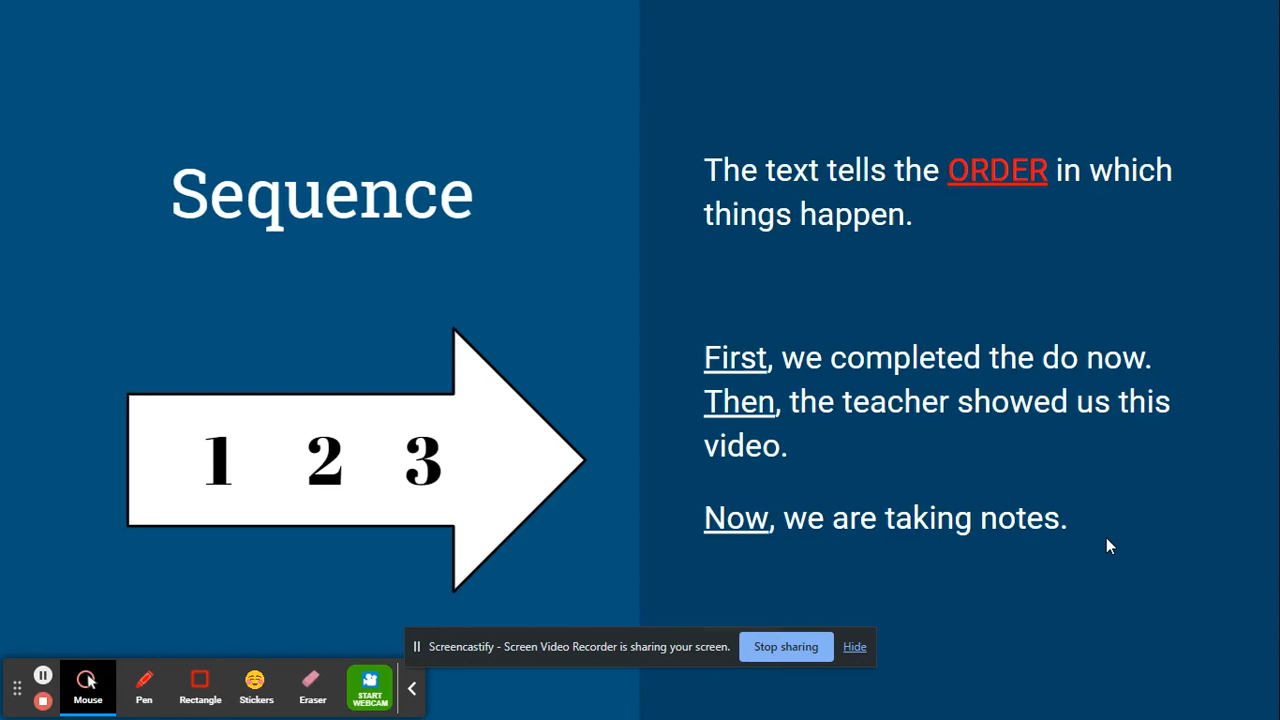 Sequence
The text tells the ORDER in which
things happen.
1 2 3
First, we completed the do now.
Then, the teacher showed us this
video.
Now, we are taking notes.
Screencastify - Screen Video Recorder is sharing your screen.
Stop sharing
Hide
Mouse
Pen
Rectangle
Stickers
Eraser
START
WEBCAM